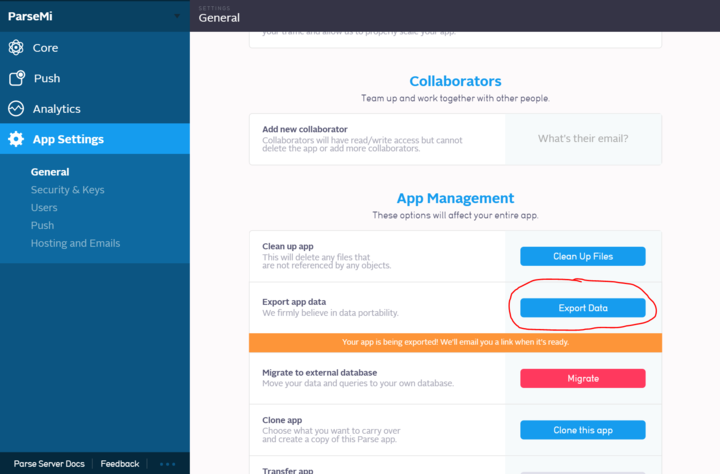 ParseMi
Core
Push
Analytics
App Settings
General
Security & Keys
Users
Push
Hosting and Emails
Parse Server Docs
Feedback
SETTINGS
General
your traffic and allow us to properly scale your app.
Collaborators
Team up and work together with other people.
Add new collaborator
Collaborators will have read/write access but cannot
delete the app or add more collaborators.
What's their email?
App Management
These options will affect your entire app.
Clean up app
This will delete any files that
are not referenced by any objects.
Clean Up Files
Export app data
We firmly believe in data portability.
Export Data
Your app is being exported! We'll email you a link when it's ready.
Migrate to external database
Move your data and queries to your own database.
Migrate
Clone app
Choose what you want to carry over
and create a copy of this Parse app.
Clone this app
Transfer app